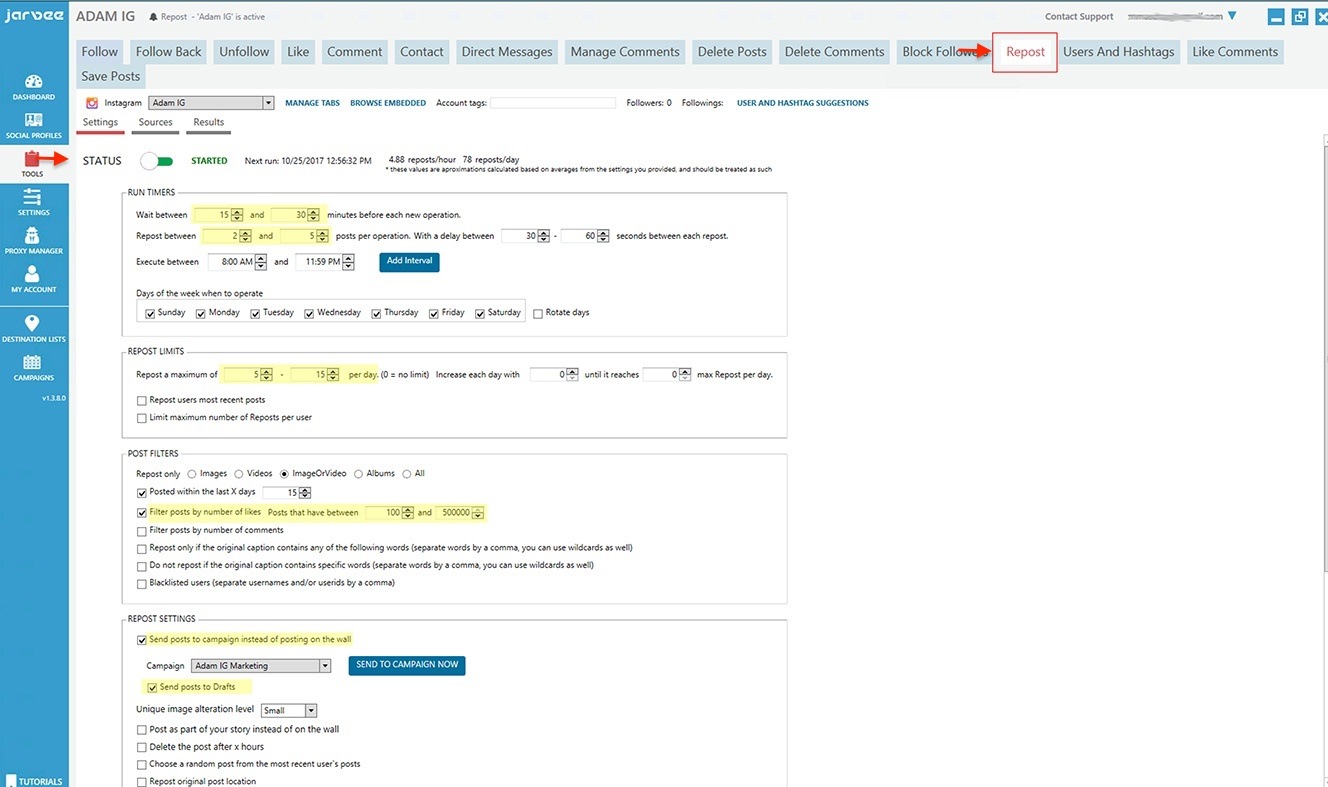 jarvee
ADAM IG Repost - 'Adam IG' is active Contact Support
Follow Follow Back Unfollow Like Comment Contact Direct Messages Manage Comments Delete Posts Delete Comments Block Repost Users And Hashtags Like Comments
Save Posts
DASHBOARD
SOCIAL PROFILES
TOOLS
SETTINGS
PROXY MANAGER
MY ACCOUNT
DESTINATION LISTS
CAMPAIGNS
v1.3.8.0
TUTORIALS
Instagram Adam IG MANAGE TABS BROWSE EMBEDDED Account tags: Followers: 0 Followings: USER AND HASHTAG SUGGESTIONS
Settings Sources Results
STATUS STARTED Next run: 10/25/2017 12:56:32 PM 4.88 reposts/hour 78 reposts/day
* these values are aproximations calculated based on averages from the settings you provided, and should be treated as such
RUN TIMERS
Wait between 15 and 30 minutes before each new operation.
Repost between 2 and 5 posts per operation. With a delay between 30 - 60 seconds between each repost.
Execute between 8:00 AM and 11:59 PM Add Interval
Days of the week when to operate
Sunday Monday Tuesday Wednesday Thursday Friday Saturday Rotate days
REPOST LIMITS
Repost a maximum of 5 - 15 per day. (0 = no limit) Increase each day with 0 until it reaches 0 max Repost per day.
Repost users most recent posts
Limit maximum number of Reposts per user
POST FILTERS
Repost only Images Videos ImageOrVideo Albums All
Posted within the last X days 15
Filter posts by number of likes Posts that have between 100 and 500000
Filter posts by number of comments
Repost only if the original caption contains any of the following words (separate words by a comma, you can use wildcards as well)
Do not repost if the original caption contains specific words (separate words by a comma, you can use wildcards as well)
Blacklisted users (separate usernames and/or userids by a comma)
REPOST SETTINGS
Send posts to campaign instead of posting on the wall
Campaign Adam IG Marketing SEND TO CAMPAIGN NOW
Send posts to Drafts
Unique image alteration level Small
Post as part of your story instead of on the wall
Delete the post after x hours
Choose a random post from the most recent user`s posts
Repost original post location